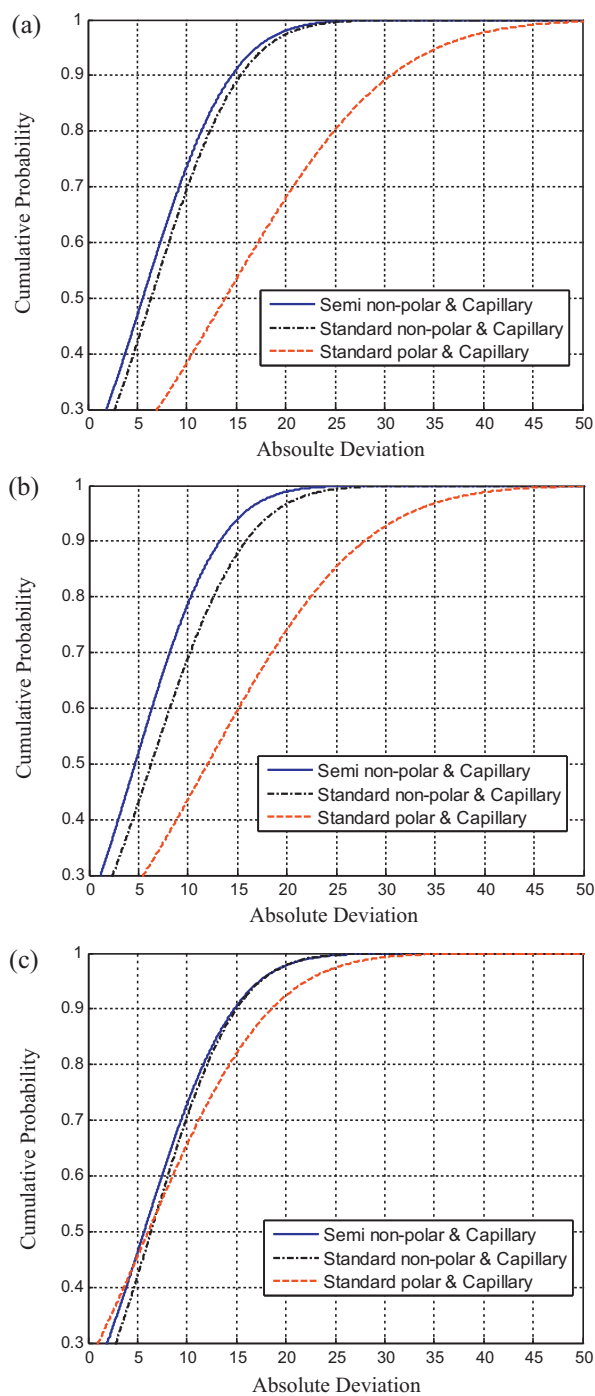 (a)
1
0.9
0.8
0.7
0.6
0.5
0.4
0.3
Cumulative Probability
Semi non-polar & Capillary
Standard non-polar & Capillary
Standard polar & Capillary
0 5 10 15 20 25 30 35 40 45 50
Absoulte Deviation
(b)
1
0.9
0.8
0.7
0.6
0.5
0.4
0.3
Cumulative Probability
Semi non-polar & Capillary
Standard non-polar & Capillary
Standard polar & Capillary
0 5 10 15 20 25 30 35 40 45 50
Absolute Deviation
(c)
1
0.9
0.8
0.7
0.6
0.5
0.4
0.3
Cumulative Probability
Semi non-polar & Capillary
Standard non-polar & Capillary
Standard polar & Capillary
0 5 10 15 20 25 30 35 40 45 50
Absolute Deviation